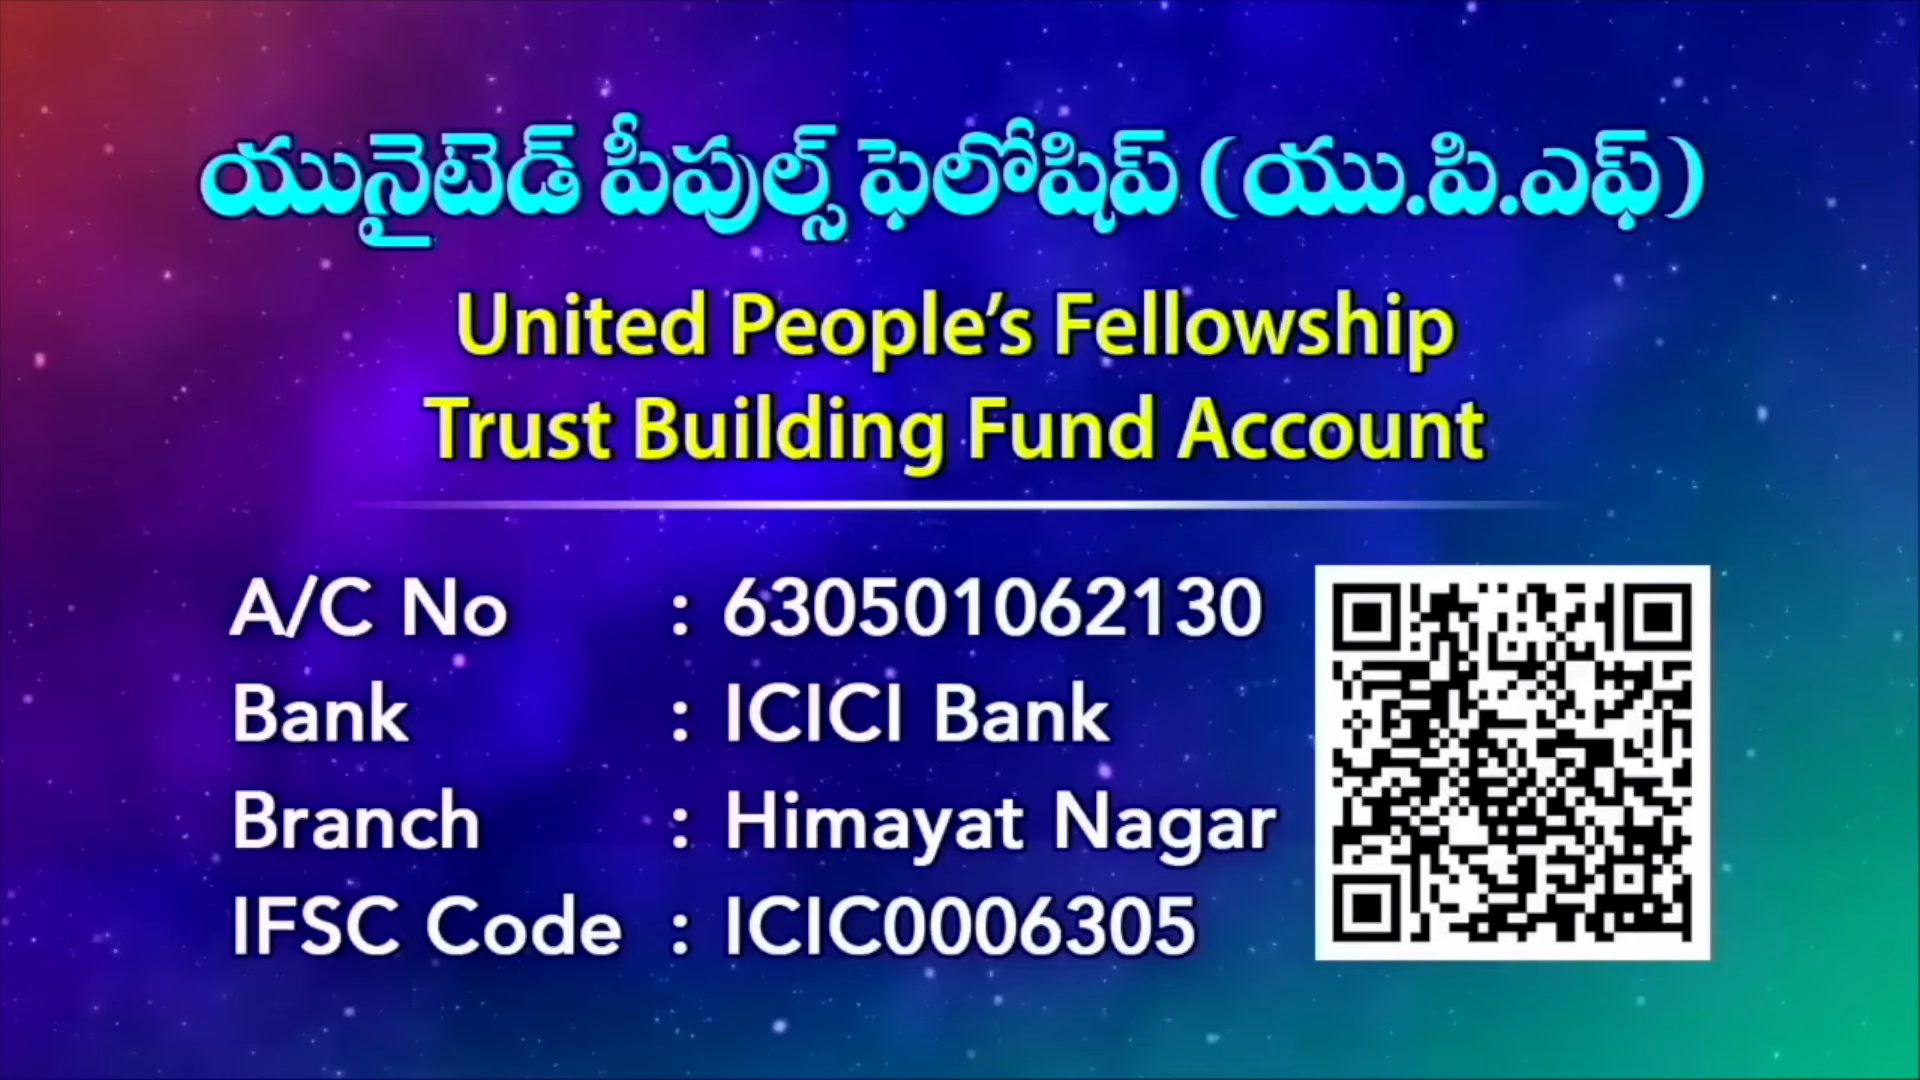 యునైటెడ్ పీపుల్స్ ఫెలోషిప్ (యు.పి.ఎఫ్)
United People’s Fellowship
Trust Building Fund Account
A/C No : 630501062130
Bank : ICICI Bank
Branch : Himayat Nagar
IFSC Code : ICIC0006305